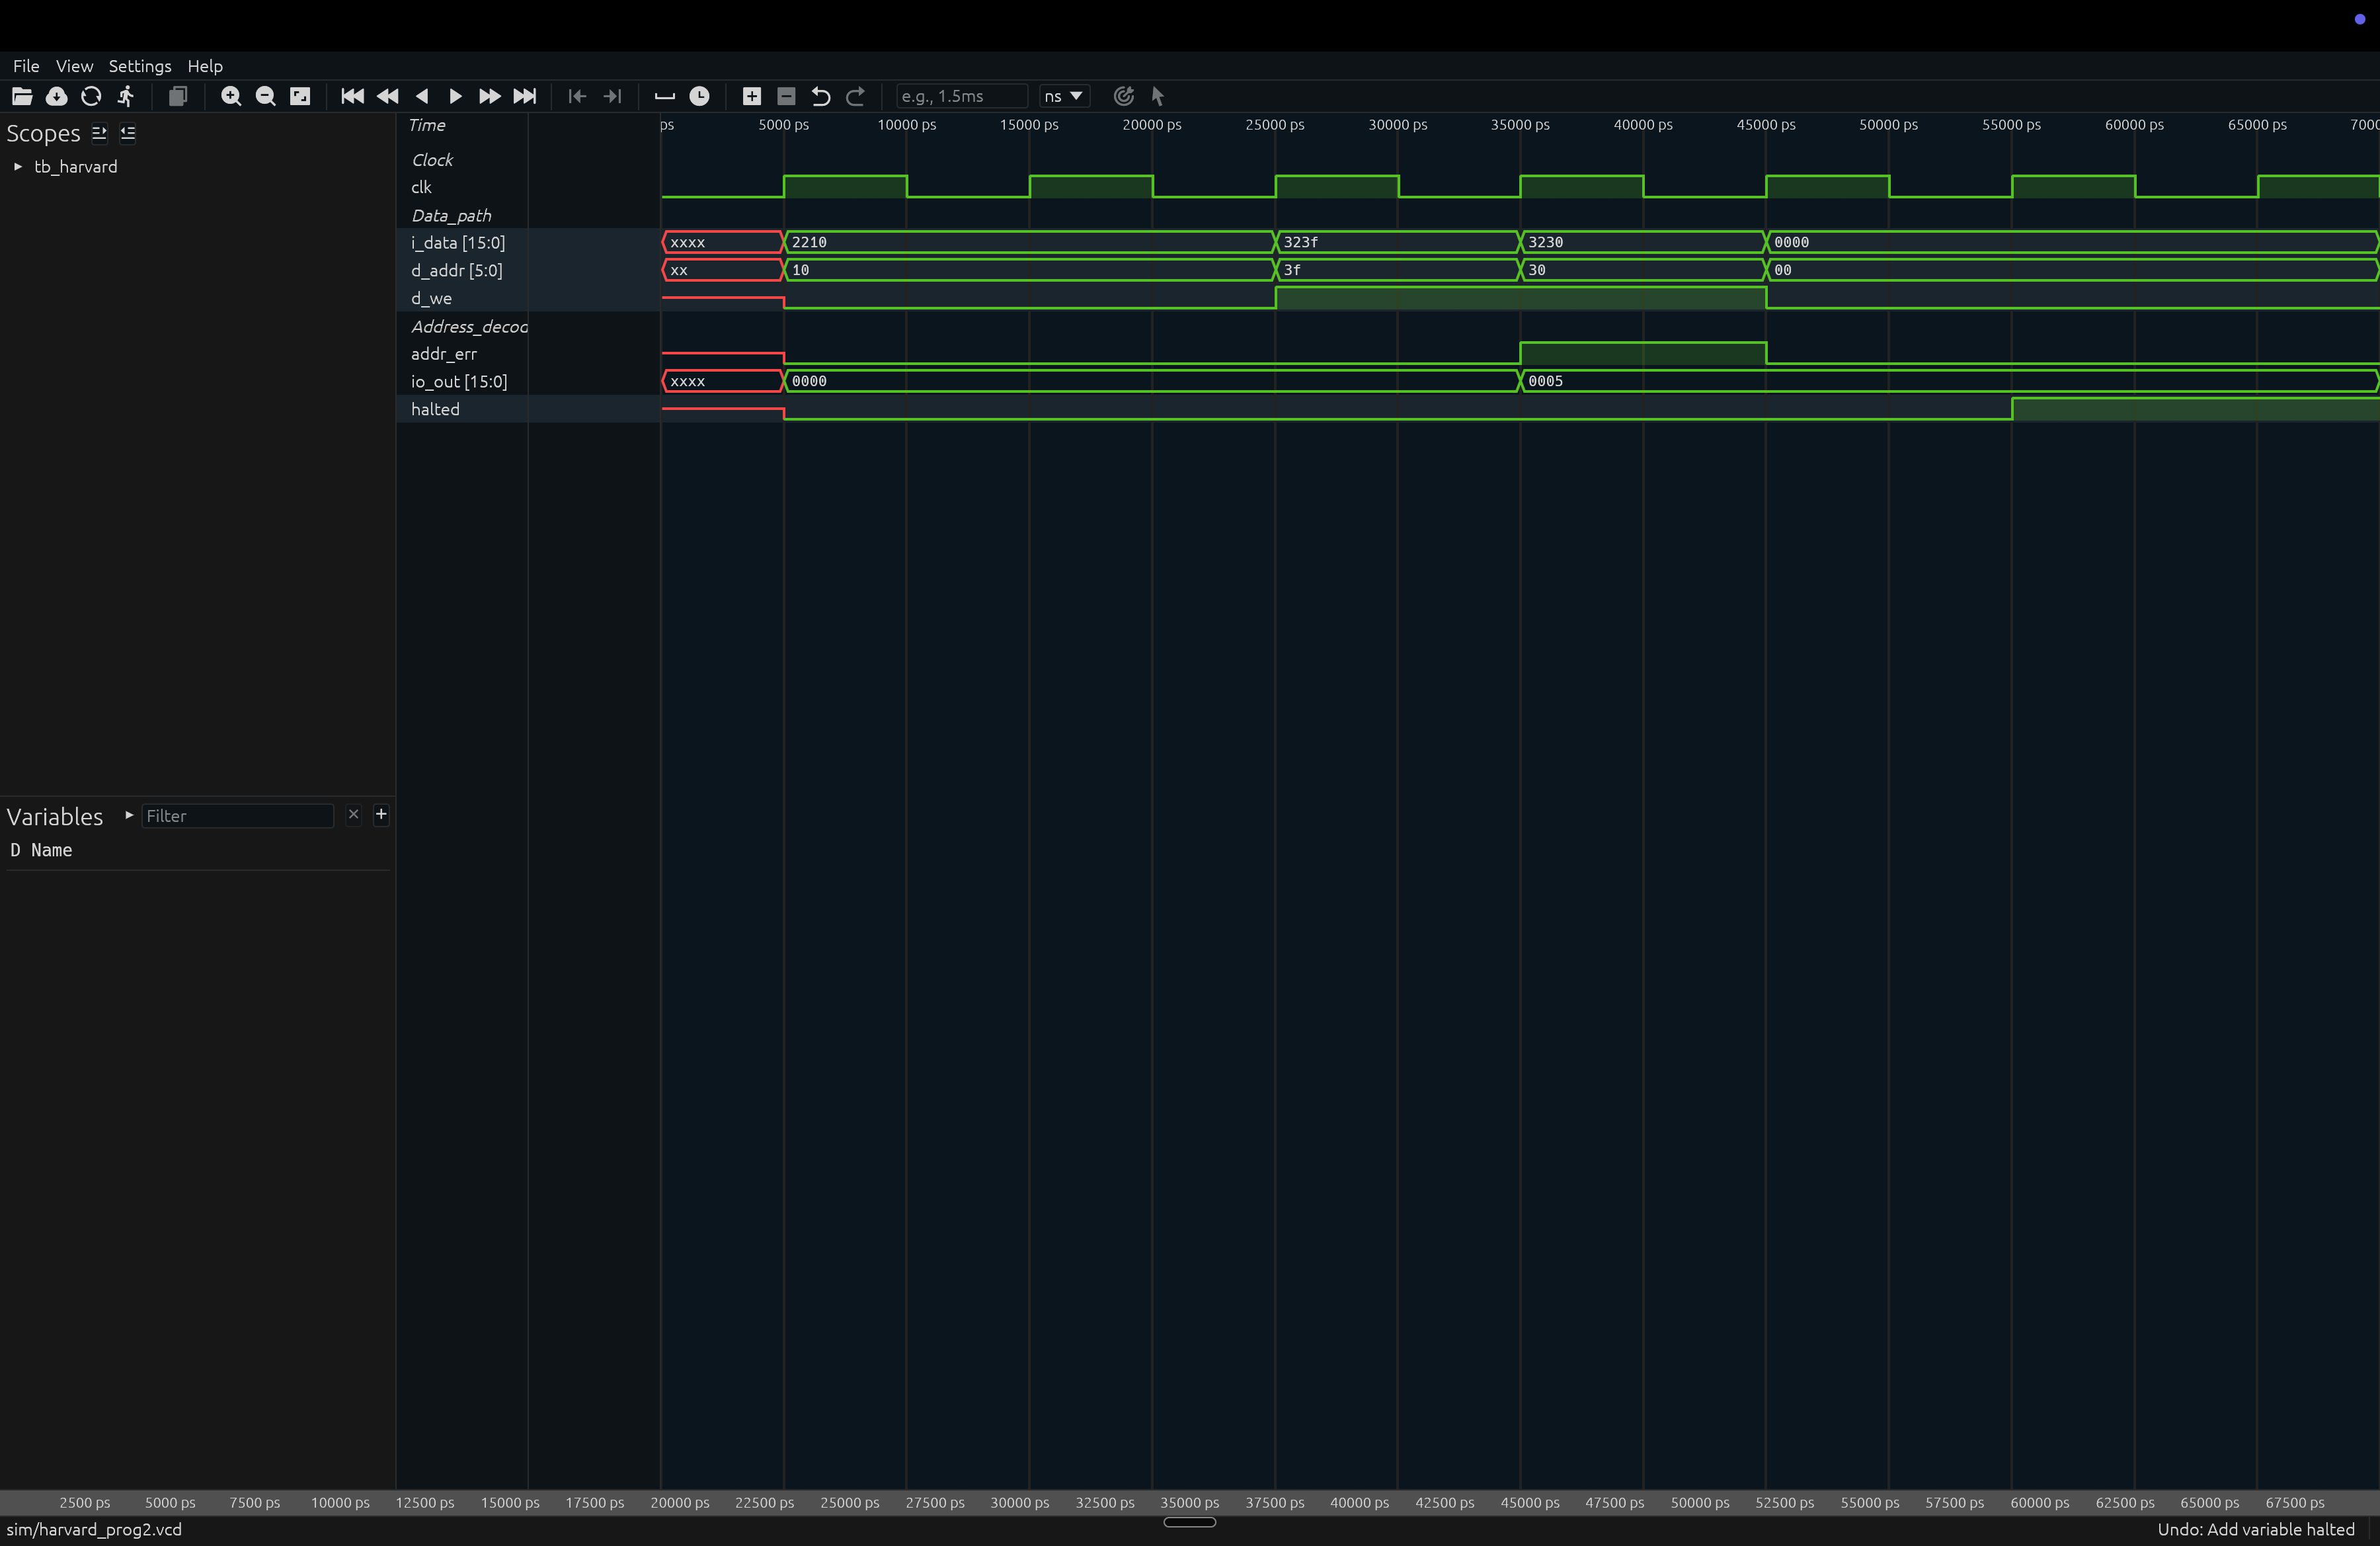 File View Settings Help
e.g., 1.5ms ns
Scopes
tb_harvard
Time ps 5000 ps 10000 ps 15000 ps 20000 ps 25000 ps 30000 ps 35000 ps 40000 ps 45000 ps 50000 ps 55000 ps 60000 ps 65000 ps 7000
Clock
clk
Data_path
i_data [15:0] xxxx 2210 323f 3230 0000
d_addr [5:0] xx 10 3f 30 00
d_we
Address_decod
addr_err
io_out [15:0] xxxx 0000 0005
halted
Variables Filter
D Name
2500 ps 5000 ps 7500 ps 10000 ps 12500 ps 15000 ps 17500 ps 20000 ps 22500 ps 25000 ps 27500 ps 30000 ps 32500 ps 35000 ps 37500 ps 40000 ps 42500 ps 45000 ps 47500 ps 50000 ps 52500 ps 55000 ps 57500 ps 60000 ps 62500 ps 65000 ps 67500 ps
sim/harvard_prog2.vcd Undo: Add variable halted